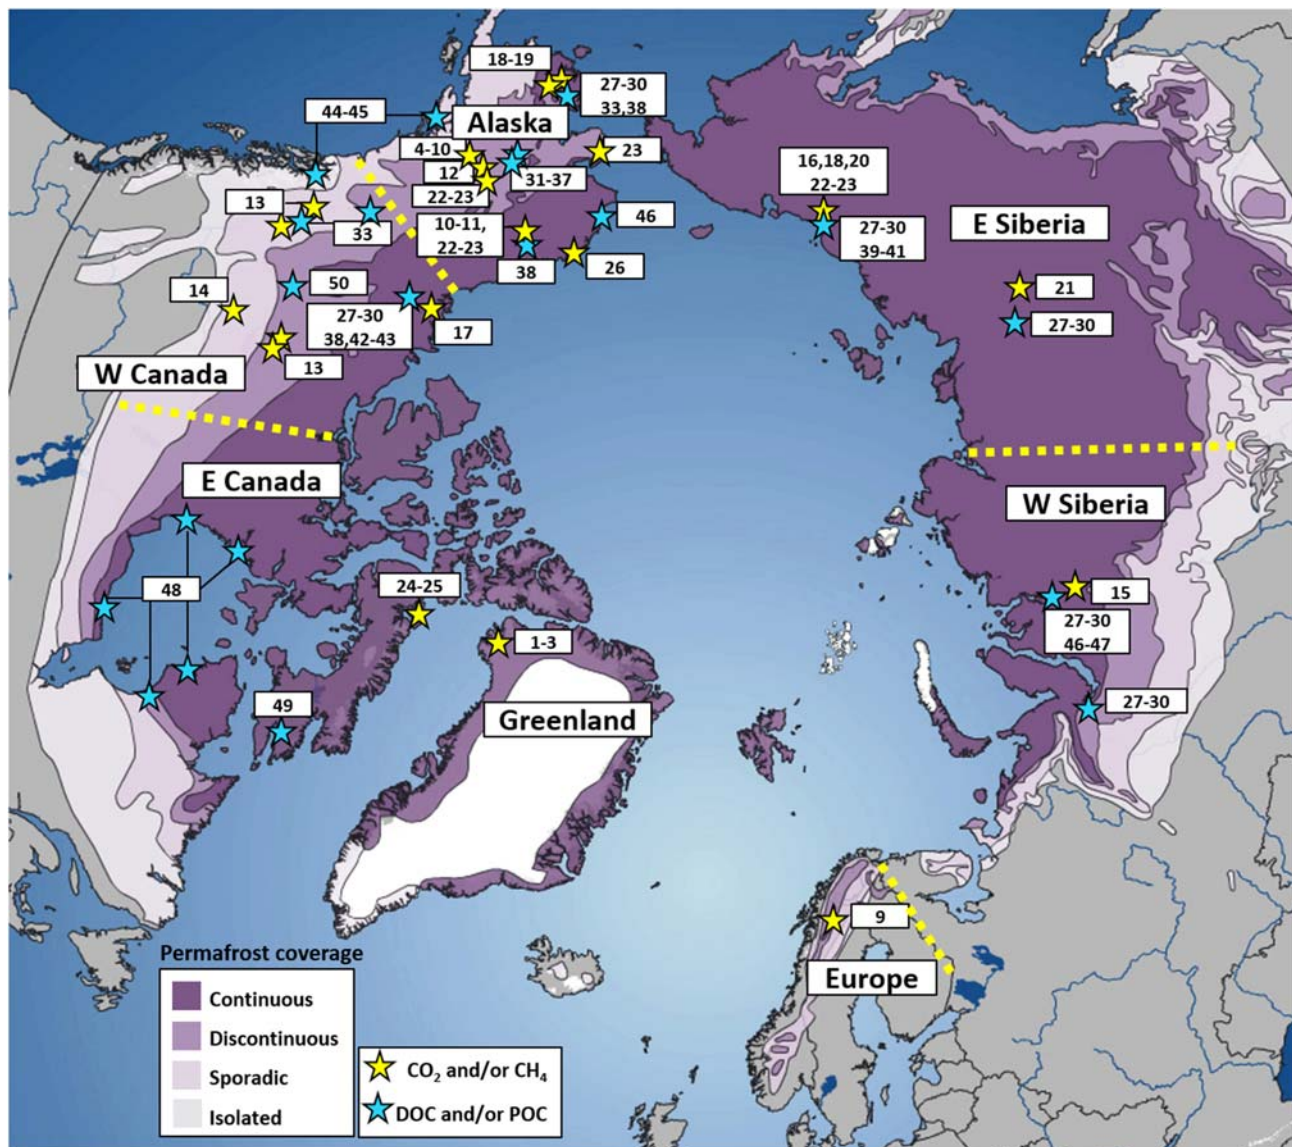 18-19
27-30
33,38
44-45
Alaska
4-10
23
12
31-37
16,18,20
22-23
22-23
13
46
E Siberia
10-11,
22-23
33
27-30
39-41
38
26
50
14
21
27-30
38,42-43
17
27-30
13
W Canada
E Canada
W Siberia
48
24-25
15
1-3
27-30
46-47
49
27-30
Greenland
9
Europe
Permafrost coverage
Continuous
Discontinuous
Sporadic
Isolated
CO₂ and/or CH₄
DOC and/or POC